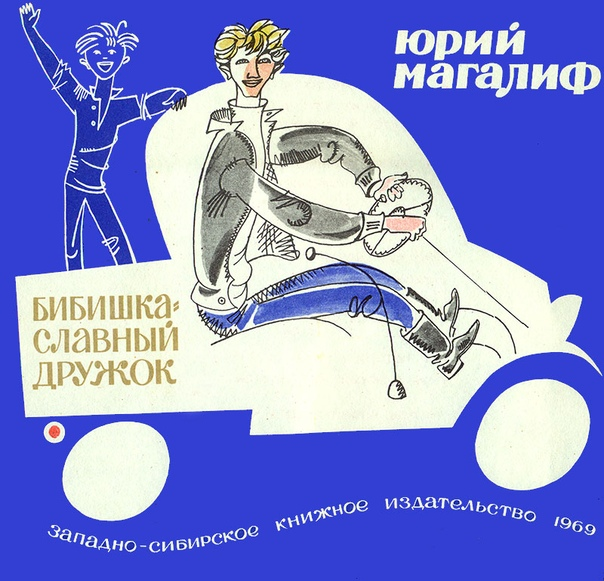 ЮРИЙ
МАГАЛИФ
БИБИШКА-
СЛАВНЫЙ
ДРУЖОК
ЗАПАДНО-СИБИРСКОЕ КНИЖНОЕ ИЗДАТЕЛЬСТВО 1969